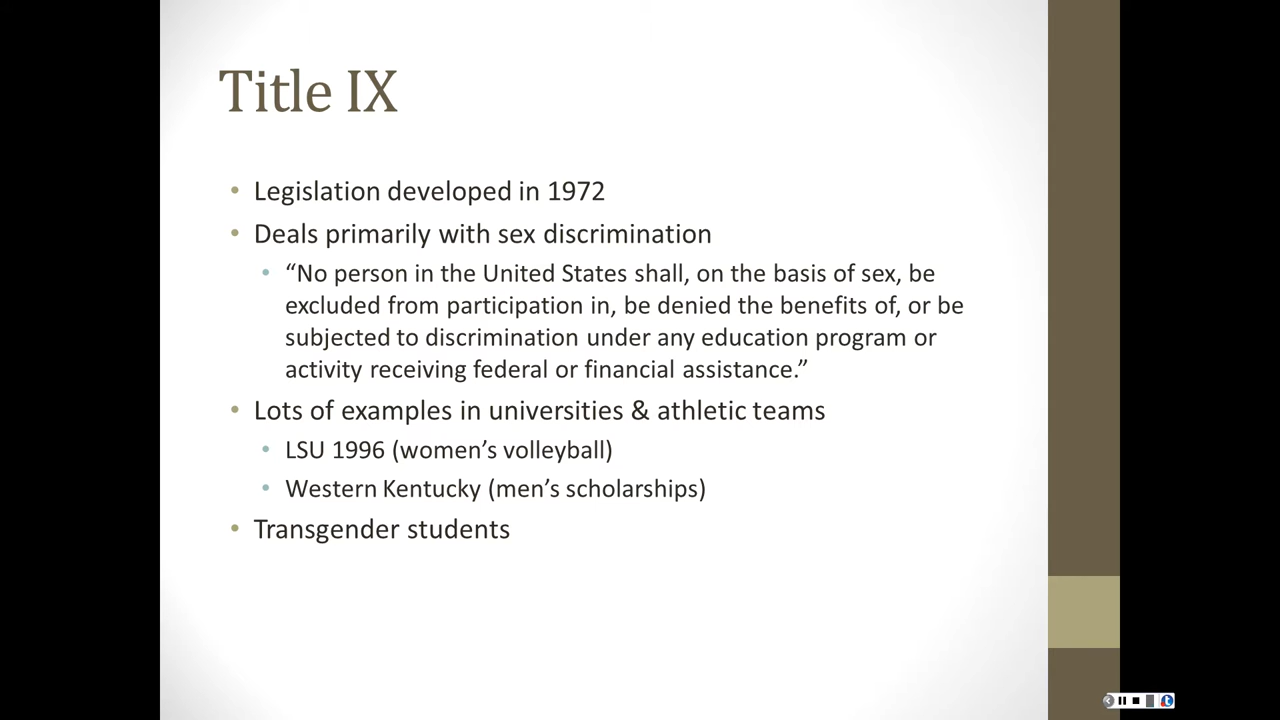 Title IX
• Legislation developed in 1972
• Deals primarily with sex discrimination
• “No person in the United States shall, on the basis of sex, be
excluded from participation in, be denied the benefits of, or be
subjected to discrimination under any education program or
activity receiving federal or financial assistance.”
• Lots of examples in universities & athletic teams
• LSU 1996 (women’s volleyball)
• Western Kentucky (men’s scholarships)
• Transgender students